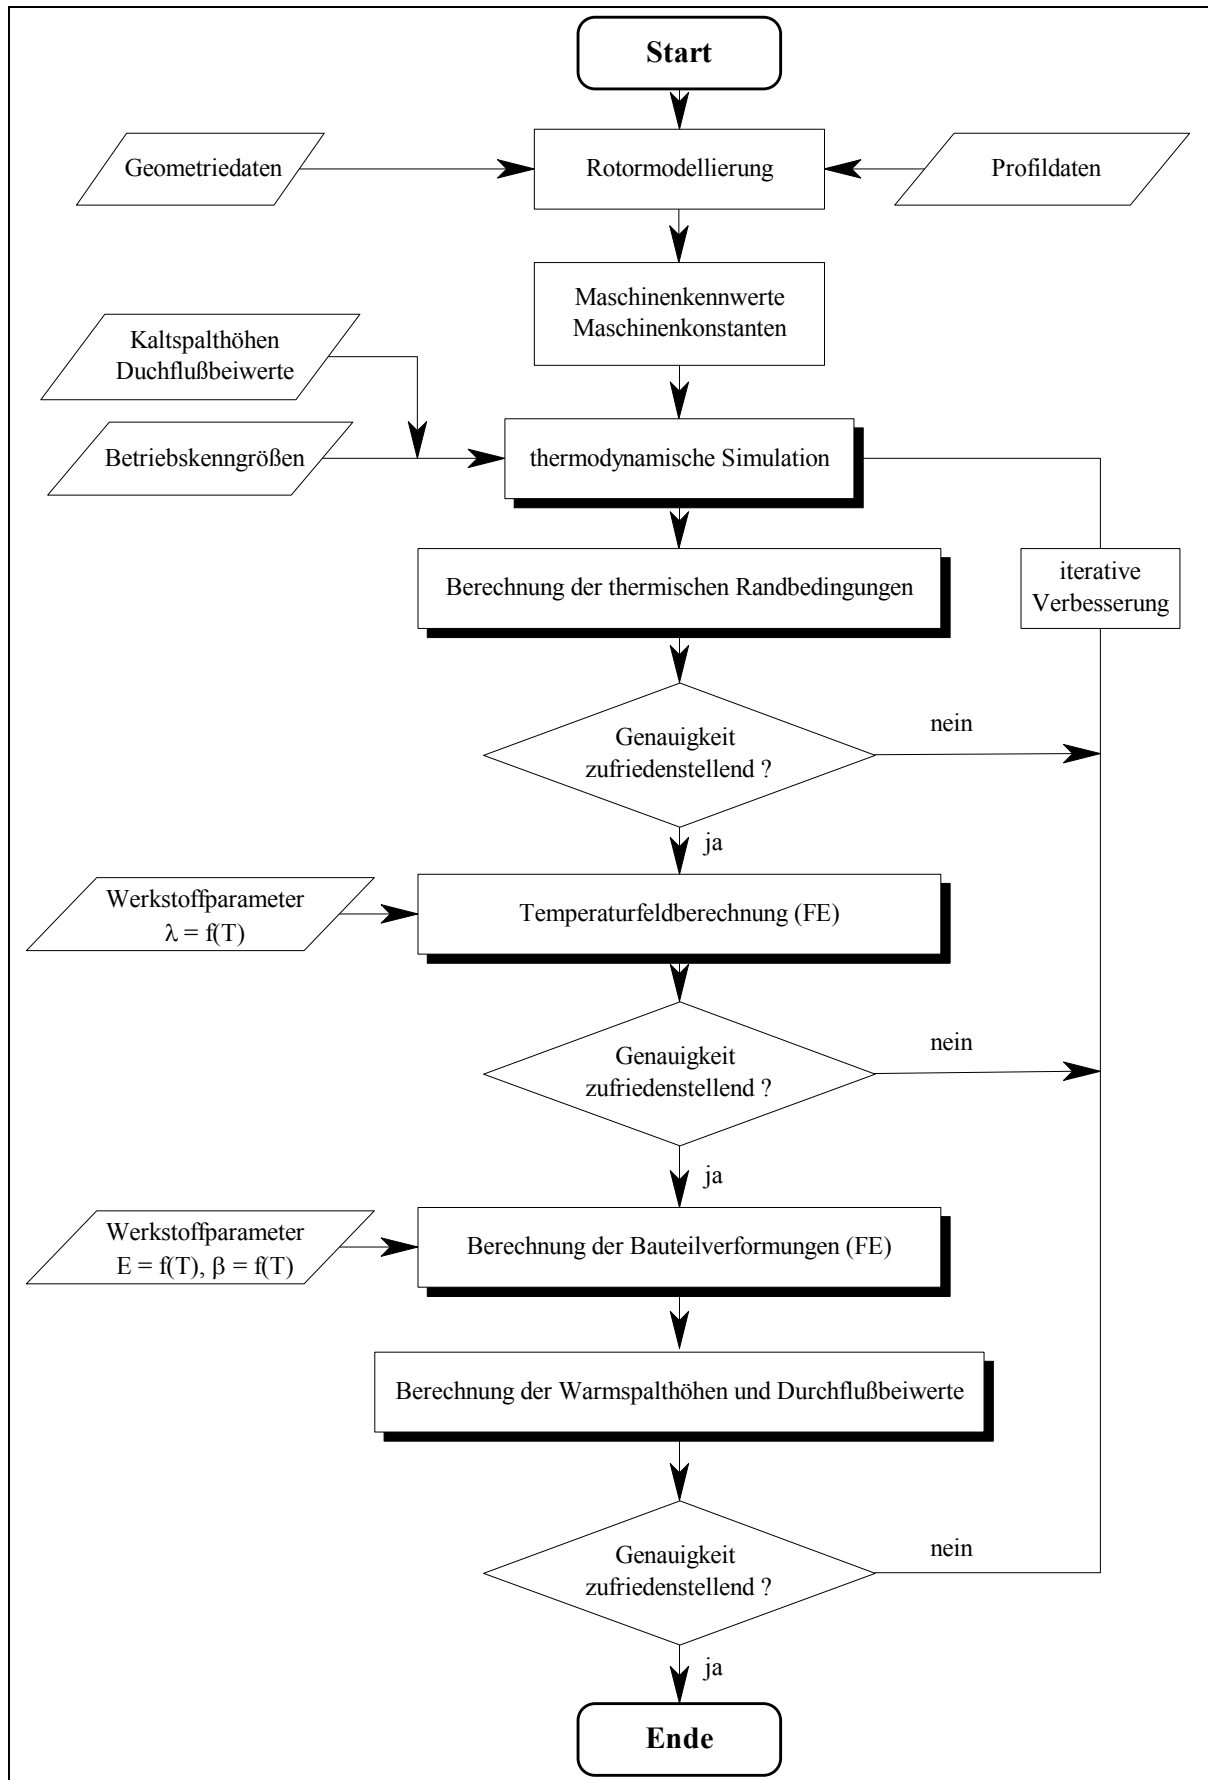 Start
Geometriedaten
Rotormodellierung
Profildaten
Maschinenkennwerte
Maschinenkonstanten
Kaltspalthöhen
Duchflußbeiwerte
Betriebskenngrößen
thermodynamische Simulation
Berechnung der thermischen Randbedingungen
iterative
Verbesserung
Genauigkeit
zufriedenstellend ?
nein
ja
Werkstoffparameter
λ = f(T)
Temperaturfeldberechnung (FE)
Genauigkeit
zufriedenstellend ?
nein
ja
Werkstoffparameter
E = f(T), β = f(T)
Berechnung der Bauteilverformungen (FE)
Berechnung der Warmspalthöhen und Durchflußbeiwerte
Genauigkeit
zufriedenstellend ?
nein
ja
Ende